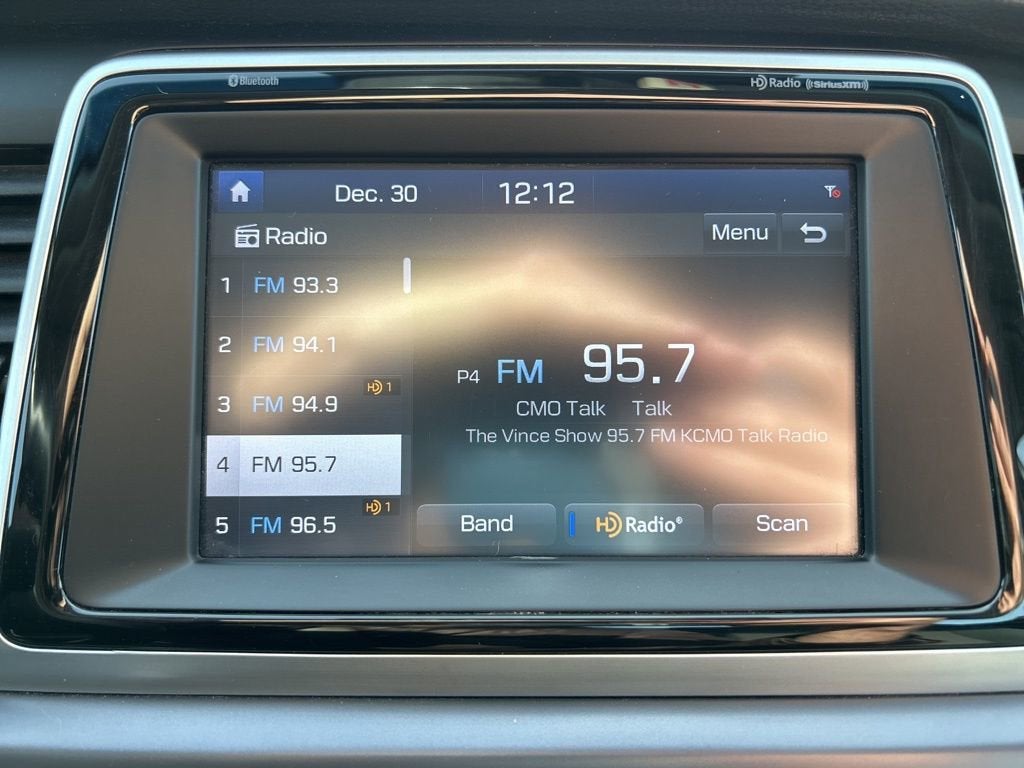 Bluetooth
HD Radio ((SiriusXM))
Dec. 30 12:12
Radio
Menu
1 FM 93.3
2 FM 94.1
HD 1
3 FM 94.9
4 FM 95.7
HD 1
5 FM 96.5
P4 FM 95.7
CMO Talk Talk
The Vince Show 95.7 FM KCMO Talk Radio
Band
HD Radio®
Scan